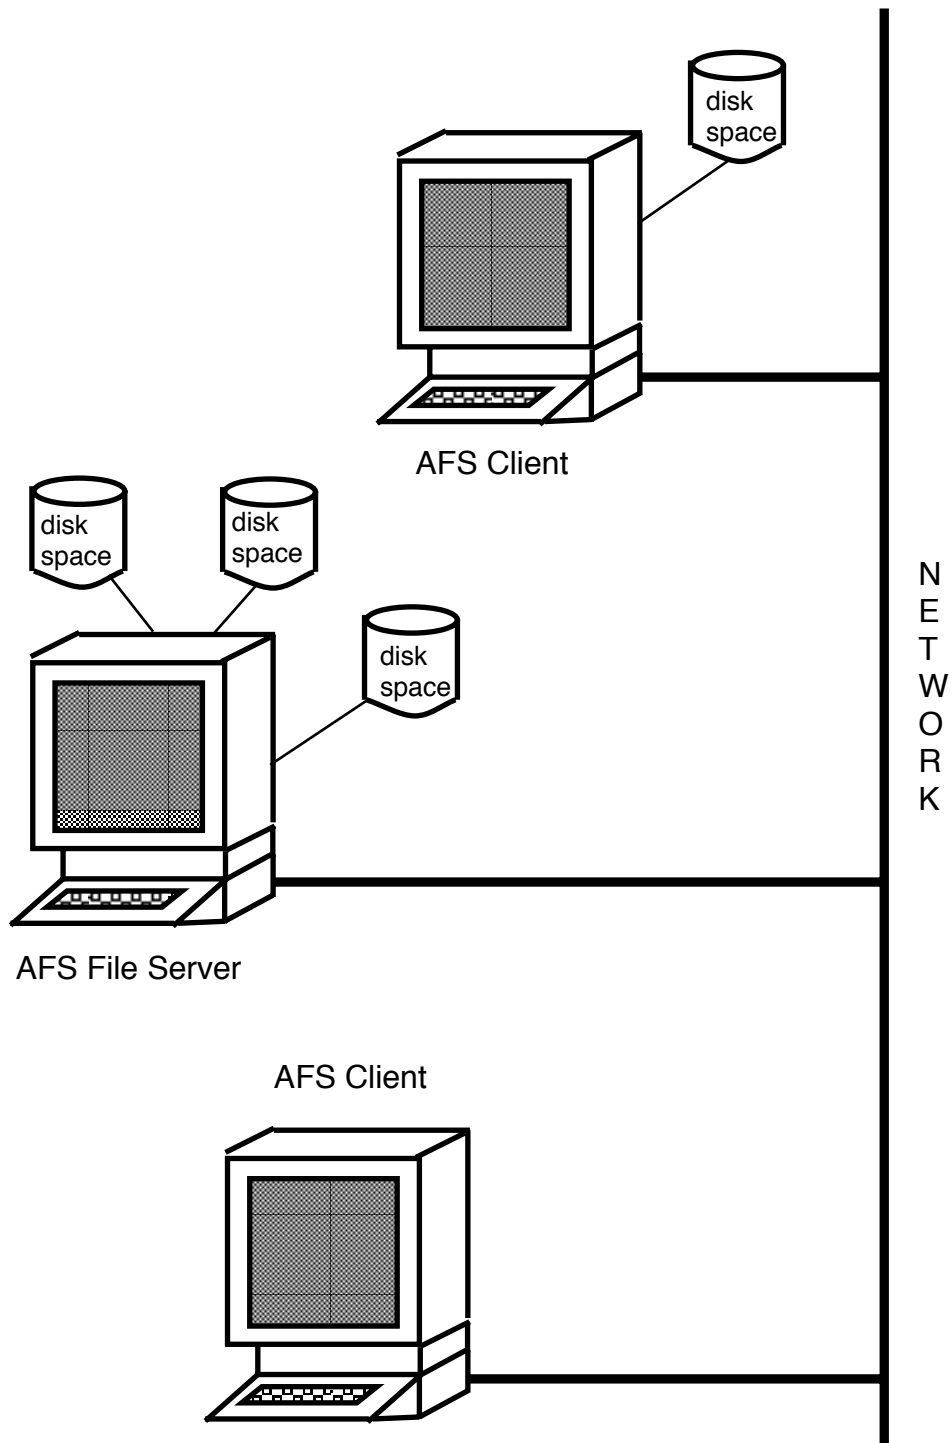 disk
space
AFS Client
disk
space
disk
space
disk
space
N
E
T
W
O
R
K
AFS File Server
AFS Client